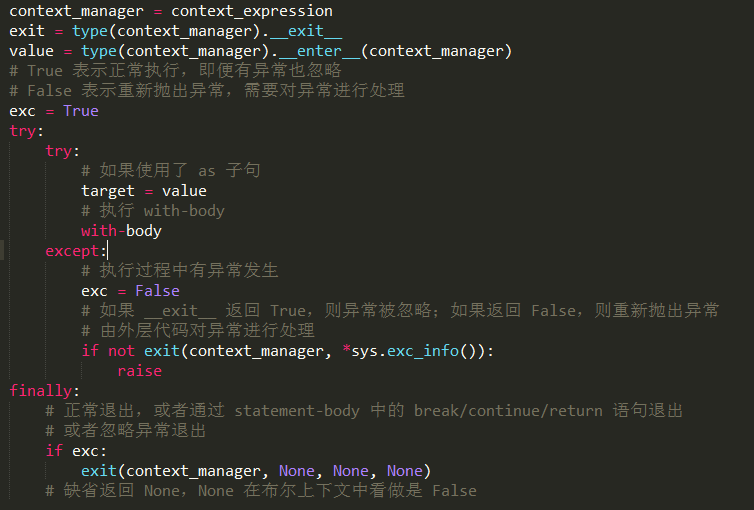 context_manager = context_expression
exit = type(context_manager).__exit__
value = type(context_manager).__enter__(context_manager)
# True 表示正常执行，即便有异常也忽略
# False 表示重新抛出异常，需要对异常进行处理
exc = True
try:
    try:
        # 如果使用了 as 子句
        target = value
        # 执行 with-body
        with-body
    except:
        # 执行过程中有异常发生
        exc = False
        # 如果 __exit__ 返回 True，则异常被忽略；如果返回 False，则重新抛出异常
        # 由外层代码对异常进行处理
        if not exit(context_manager, *sys.exc_info()):
            raise
finally:
    # 正常退出，或者通过 statement-body 中的 break/continue/return 语句退出
    # 或者忽略异常退出
    if exc:
        exit(context_manager, None, None, None)
    # 缺省返回 None，None 在布尔上下文中看做是 False